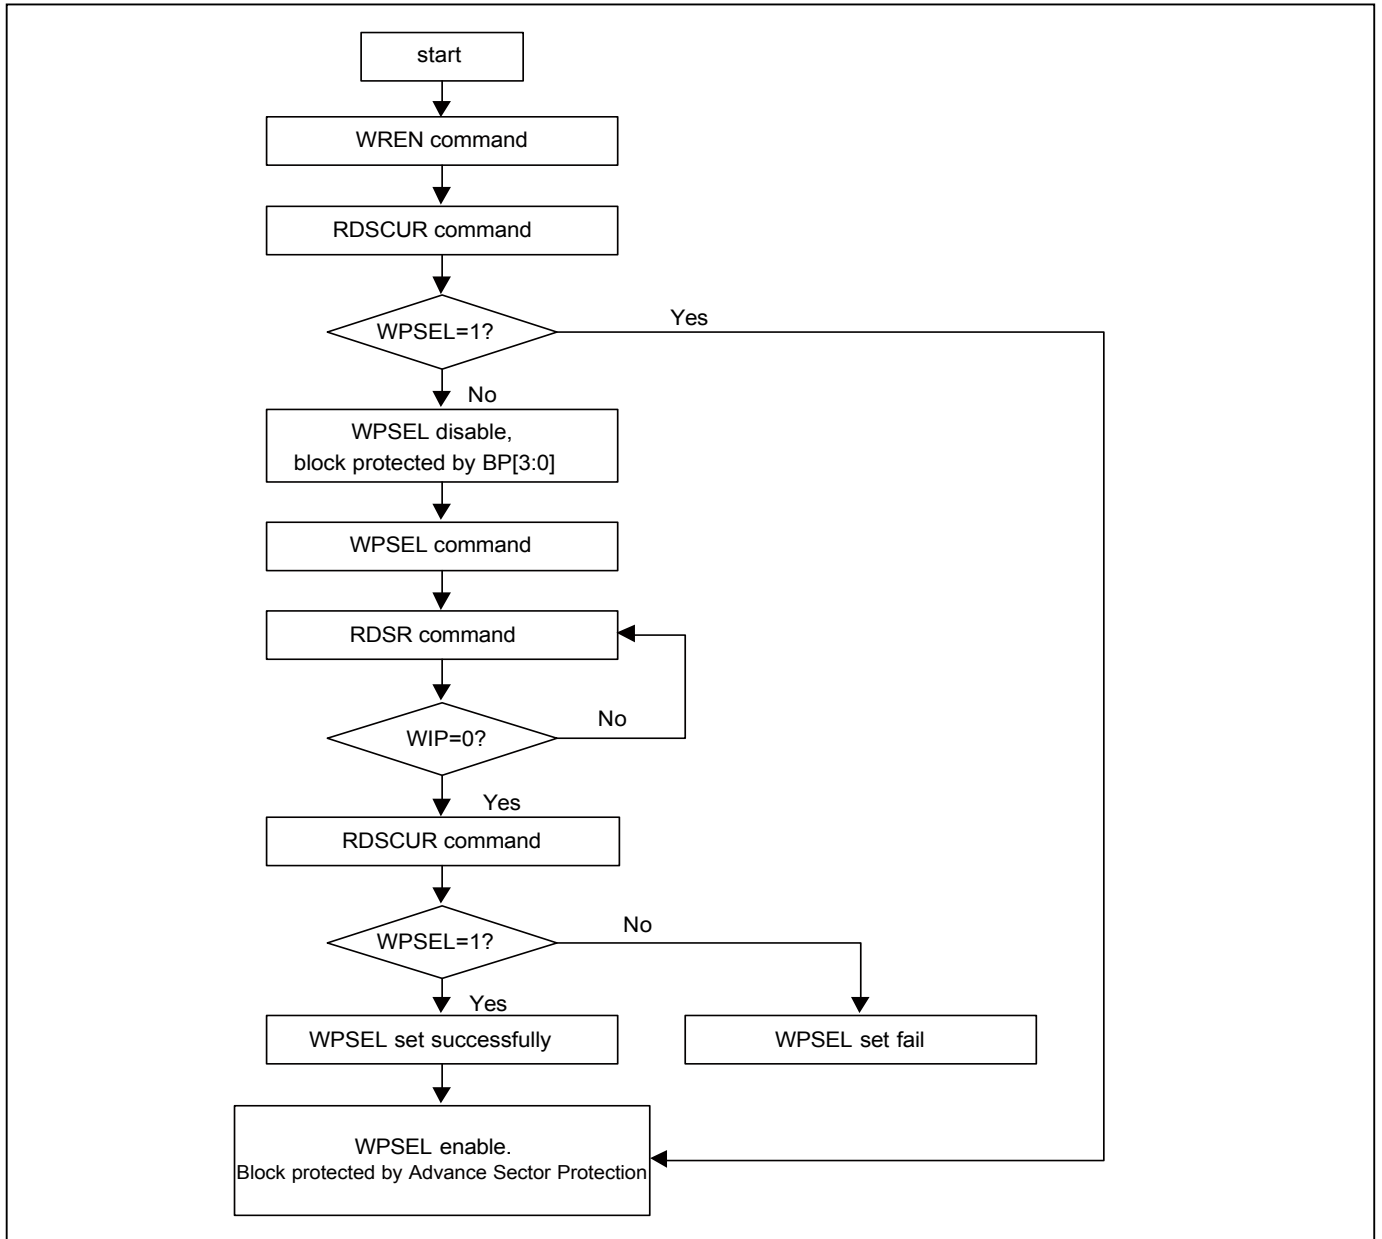 start
WREN command
RDSCUR command
WPSEL=1?
Yes
No
WPSEL disable,
block protected by BP[3:0]
WPSEL command
RDSR command
WIP=0?
No
Yes
RDSCUR command
WPSEL=1?
No
Yes
WPSEL set successfully
WPSEL set fail
WPSEL enable.
Block protected by Advance Sector Protection